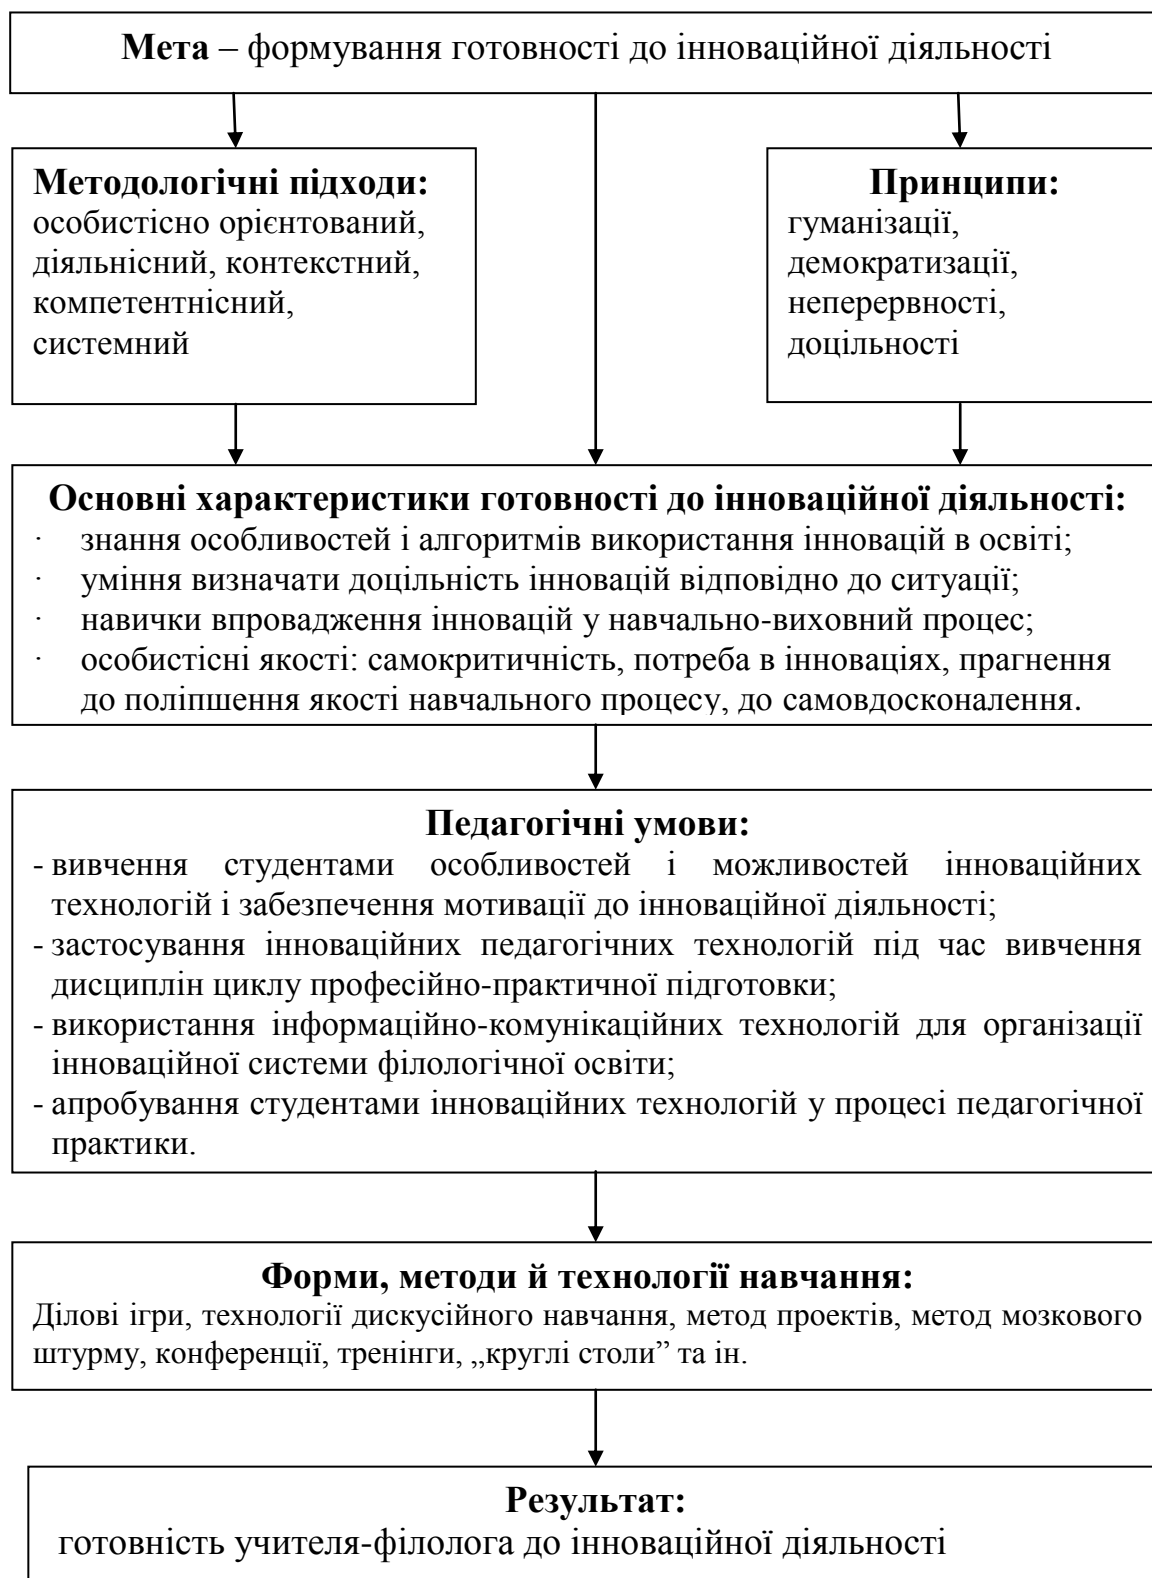 Мета – формування готовності до інноваційної діяльності
Методологічні підходи:
особистісно орієнтований,
діяльнісний, контекстний,
компетентнісний,
системний
Принципи:
гуманізації,
демократизації,
неперервності,
доцільності
Основні характеристики готовності до інноваційної діяльності:
· знання особливостей і алгоритмів використання інновацій в освіті;
· уміння визначати доцільність інновацій відповідно до ситуації;
· навички впровадження інновацій у навчально-виховний процес;
· особистісні якості: самокритичність, потреба в інноваціях, прагнення
до поліпшення якості навчального процесу, до самовдосконалення.
Педагогічні умови:
- вивчення студентами особливостей і можливостей інноваційних
технологій і забезпечення мотивації до інноваційної діяльності;
- застосування інноваційних педагогічних технологій під час вивчення
дисциплін циклу професійно-практичної підготовки;
- використання інформаційно-комунікаційних технологій для організації
інноваційної системи філологічної освіти;
- апробування студентами інноваційних технологій у процесі педагогічної
практики.
Форми, методи й технології навчання:
Ділові ігри, технології дискусійного навчання, метод проектів, метод мозкового
штурму, конференції, тренінги, „круглі столи” та ін.
Результат:
готовність учителя-філолога до інноваційної діяльності